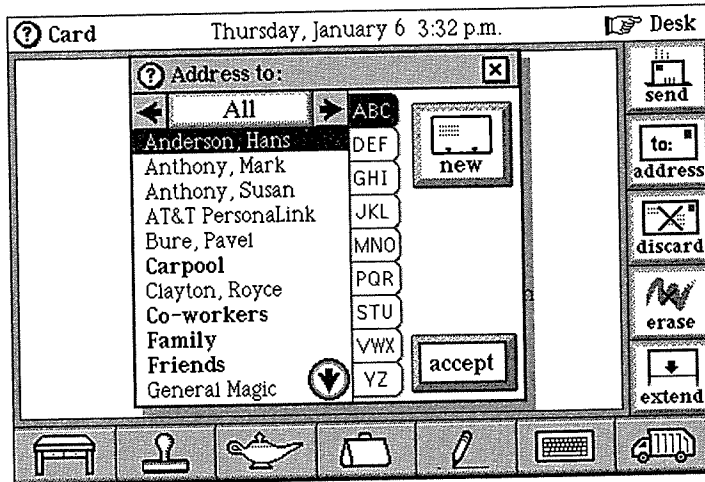 ? Card
Thursday, January 6 3:32 p.m.
Desk
? Address to:
X
All
Anderson, Hans
Anthony, Mark
Anthony, Susan
AT&T PersonaLink
Bure, Pavel
Carpool
Clayton, Royce
Co-workers
Family
Friends
General Magic
ABC
DEF
GHI
JKL
MNO
PQR
STU
VWX
YZ
new
accept
send
to:
address
discard
erase
extend